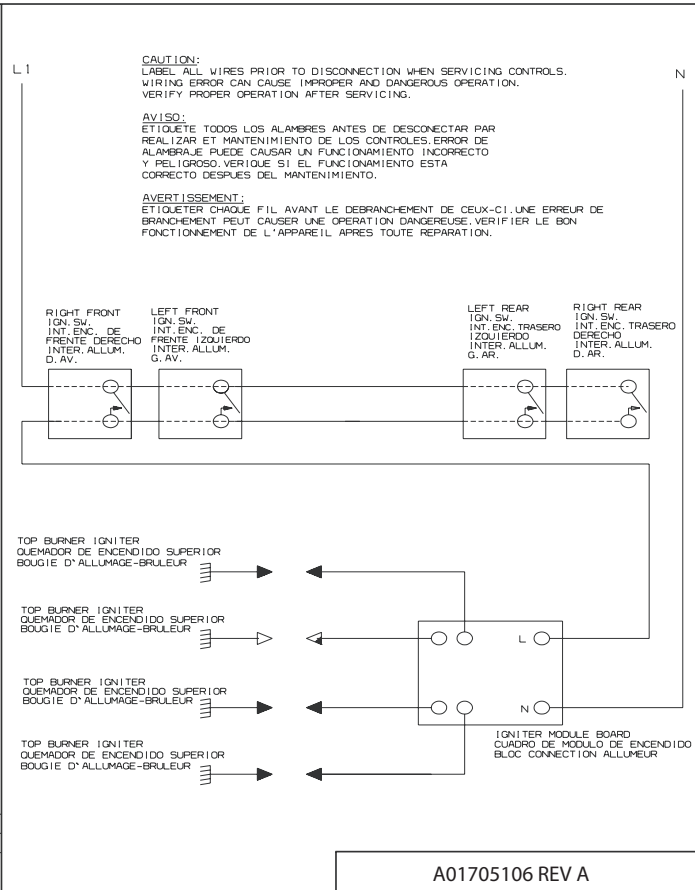 L1
N
CAUTION:
LABEL ALL WIRES PRIOR TO DISCONNECTION WHEN SERVICING CONTROLS.
WIRING ERROR CAN CAUSE IMPROPER AND DANGEROUS OPERATION.
VERIFY PROPER OPERATION AFTER SERVICING.
AVISO:
ETIQUETE TODOS LOS ALAMBRES ANTES DE DESCONECTAR PAR
REALIZAR ET MANTENIMIENTO DE LOS CONTROLES.ERROR DE
ALAMBRAJE PUEDE CAUSAR UN FUNCIONAMIENTO INCORRECTO
Y PELIGROSO.VERIQUE SI EL FUNCIONAMIENTO ESTA
CORRECTO DESPUES DEL MANTENIMIENTO.
AVERTISSEMENT:
ETIQUETER CHAQUE FIL AVANT LE DEBRANCHEMENT DE CEUX-CI.UNE ERREUR DE
BRANCHEMENT PEUT CAUSER UNE OPERATION DANGEREUSE.VERIFIER LE BON
FONCTIONNEMENT DE L'APPAREIL APRES TOUTE REPARATION.
RIGHT FRONT
IGN.SW.
INT.ENC. DE
FRENTE DERECHO
INTER.ALLUM.
D.AV.
LEFT FRONT
IGN.SW.
INT.ENC. DE
FRENTE IZQUIERDO
INTER.ALLUM.
G.AV.
LEFT REAR
IGN.SW.
INT.ENC.TRASERO
IZQUIERDO
INTER.ALLUM.
G.AR.
RIGHT REAR
IGN.SW.
INT.ENC.TRASERO
DERECHO
INTER.ALLUM.
D.AR.
TOP BURNER IGNITER
QUEMADOR DE ENCENDIDO SUPERIOR
BOUGIE D'ALLUMAGE-BRULEUR
TOP BURNER IGNITER
QUEMADOR DE ENCENDIDO SUPERIOR
BOUGIE D'ALLUMAGE-BRULEUR
TOP BURNER IGNITER
QUEMADOR DE ENCENDIDO SUPERIOR
BOUGIE D'ALLUMAGE-BRULEUR
TOP BURNER IGNITER
QUEMADOR DE ENCENDIDO SUPERIOR
BOUGIE D'ALLUMAGE-BRULEUR
L
N
IGNITER MODULE BOARD
CUADRO DE MODULO DE ENCENDIDO
BLOC CONNECTION ALLUMEUR
A01705106 REV A